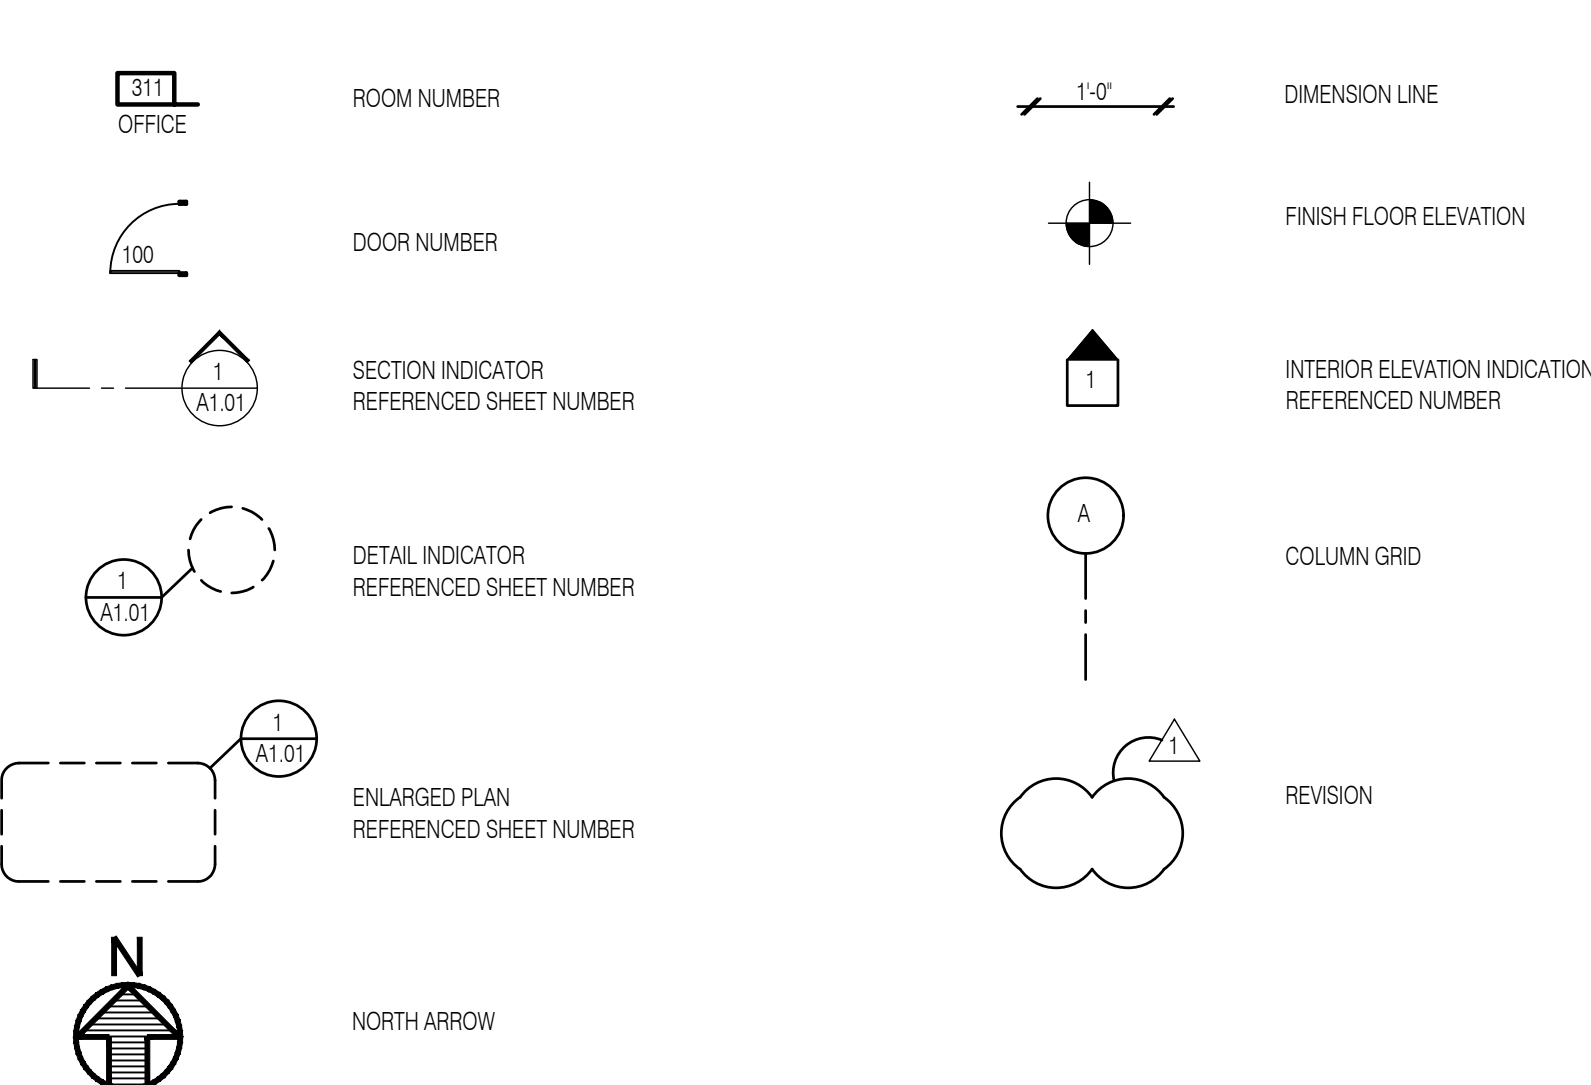 311
OFFICE
ROOM NUMBER
100
DOOR NUMBER
1
A1.01
SECTION INDICATOR
REFERENCED SHEET NUMBER
1
A1.01
DETAIL INDICATOR
REFERENCED SHEET NUMBER
1
A1.01
ENLARGED PLAN
REFERENCED SHEET NUMBER
N
NORTH ARROW
1'-0"
DIMENSION LINE
FINISH FLOOR ELEVATION
1
INTERIOR ELEVATION INDICATION
REFERENCED NUMBER
A
COLUMN GRID
1
REVISION